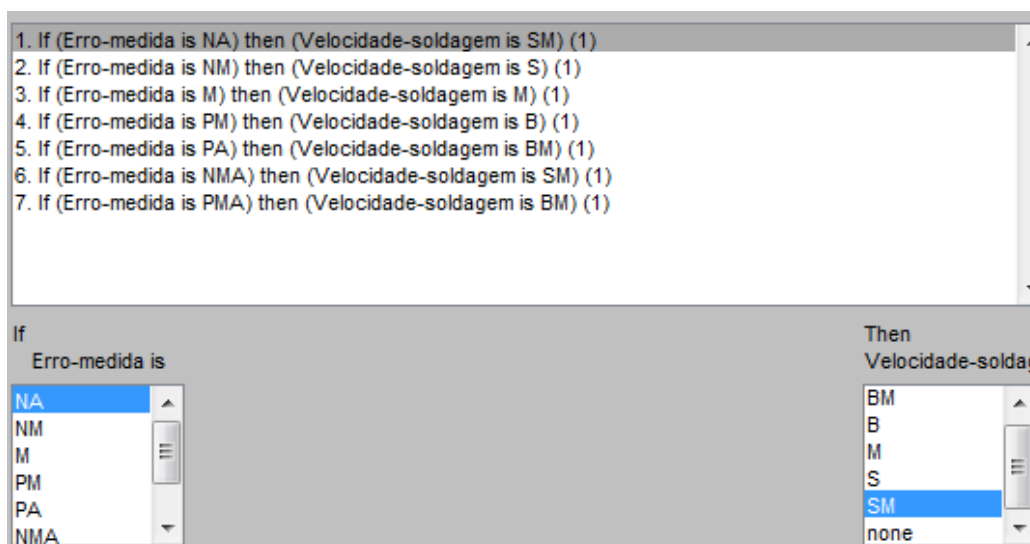 1. If (Erro-medida is NA) then (Velocidade-soldagem is SM) (1)
2. If (Erro-medida is NM) then (Velocidade-soldagem is S) (1)
3. If (Erro-medida is M) then (Velocidade-soldagem is M) (1)
4. If (Erro-medida is PM) then (Velocidade-soldagem is B) (1)
5. If (Erro-medida is PA) then (Velocidade-soldagem is BM) (1)
6. If (Erro-medida is NMA) then (Velocidade-soldagem is SM) (1)
7. If (Erro-medida is PMA) then (Velocidade-soldagem is BM) (1)
If
Erro-medida is
NA
NM
M
PM
PA
NMA
Then
Velocidade-soldag
BM
B
M
S
SM
none